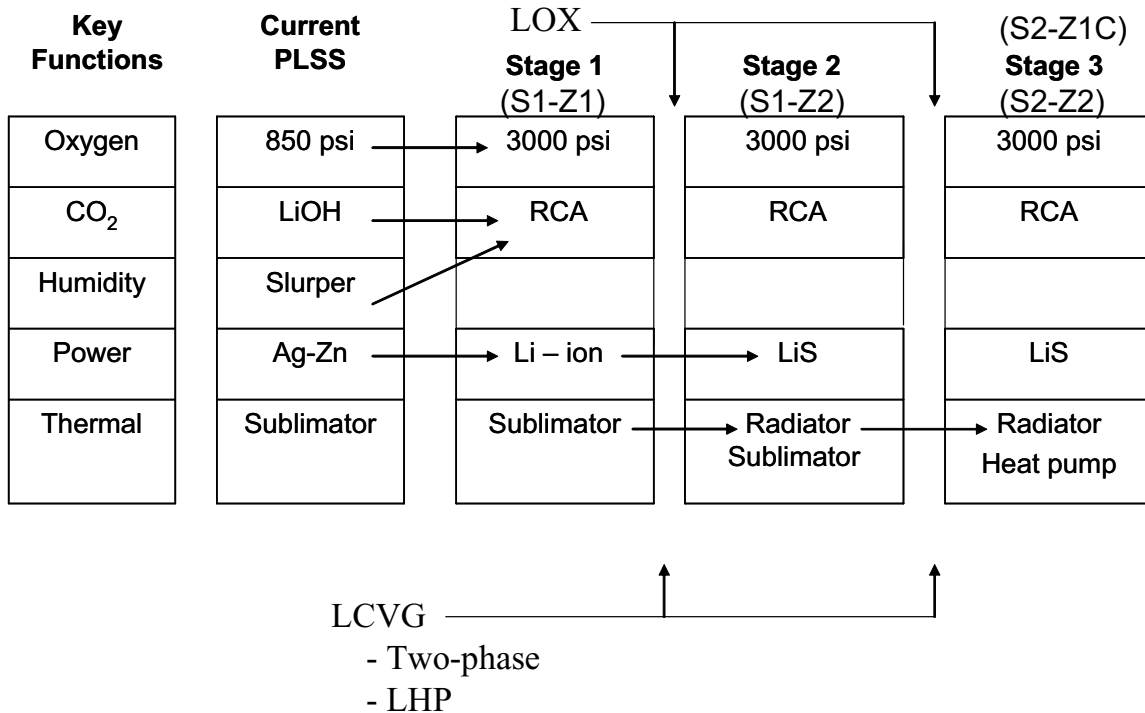 Key Functions
Current PLSS
LOX
Stage 1
(S1-Z1)
Stage 2
(S1-Z2)
(S2-Z1C)
Stage 3
(S2-Z2)
Oxygen
850 psi
3000 psi
3000 psi
3000 psi
CO₂
LiOH
RCA
RCA
RCA
Humidity
Slurper
Power
Ag-Zn
Li – ion
LiS
LiS
Thermal
Sublimator
Sublimator
Radiator
Sublimator
Radiator
Heat pump
LCVG
- Two-phase
- LHP